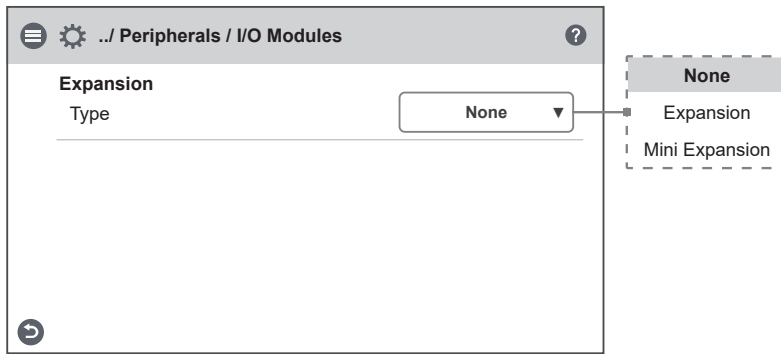 ../ Peripherals / I/O Modules ?
Expansion
Type None ▼
None
Expansion
Mini Expansion